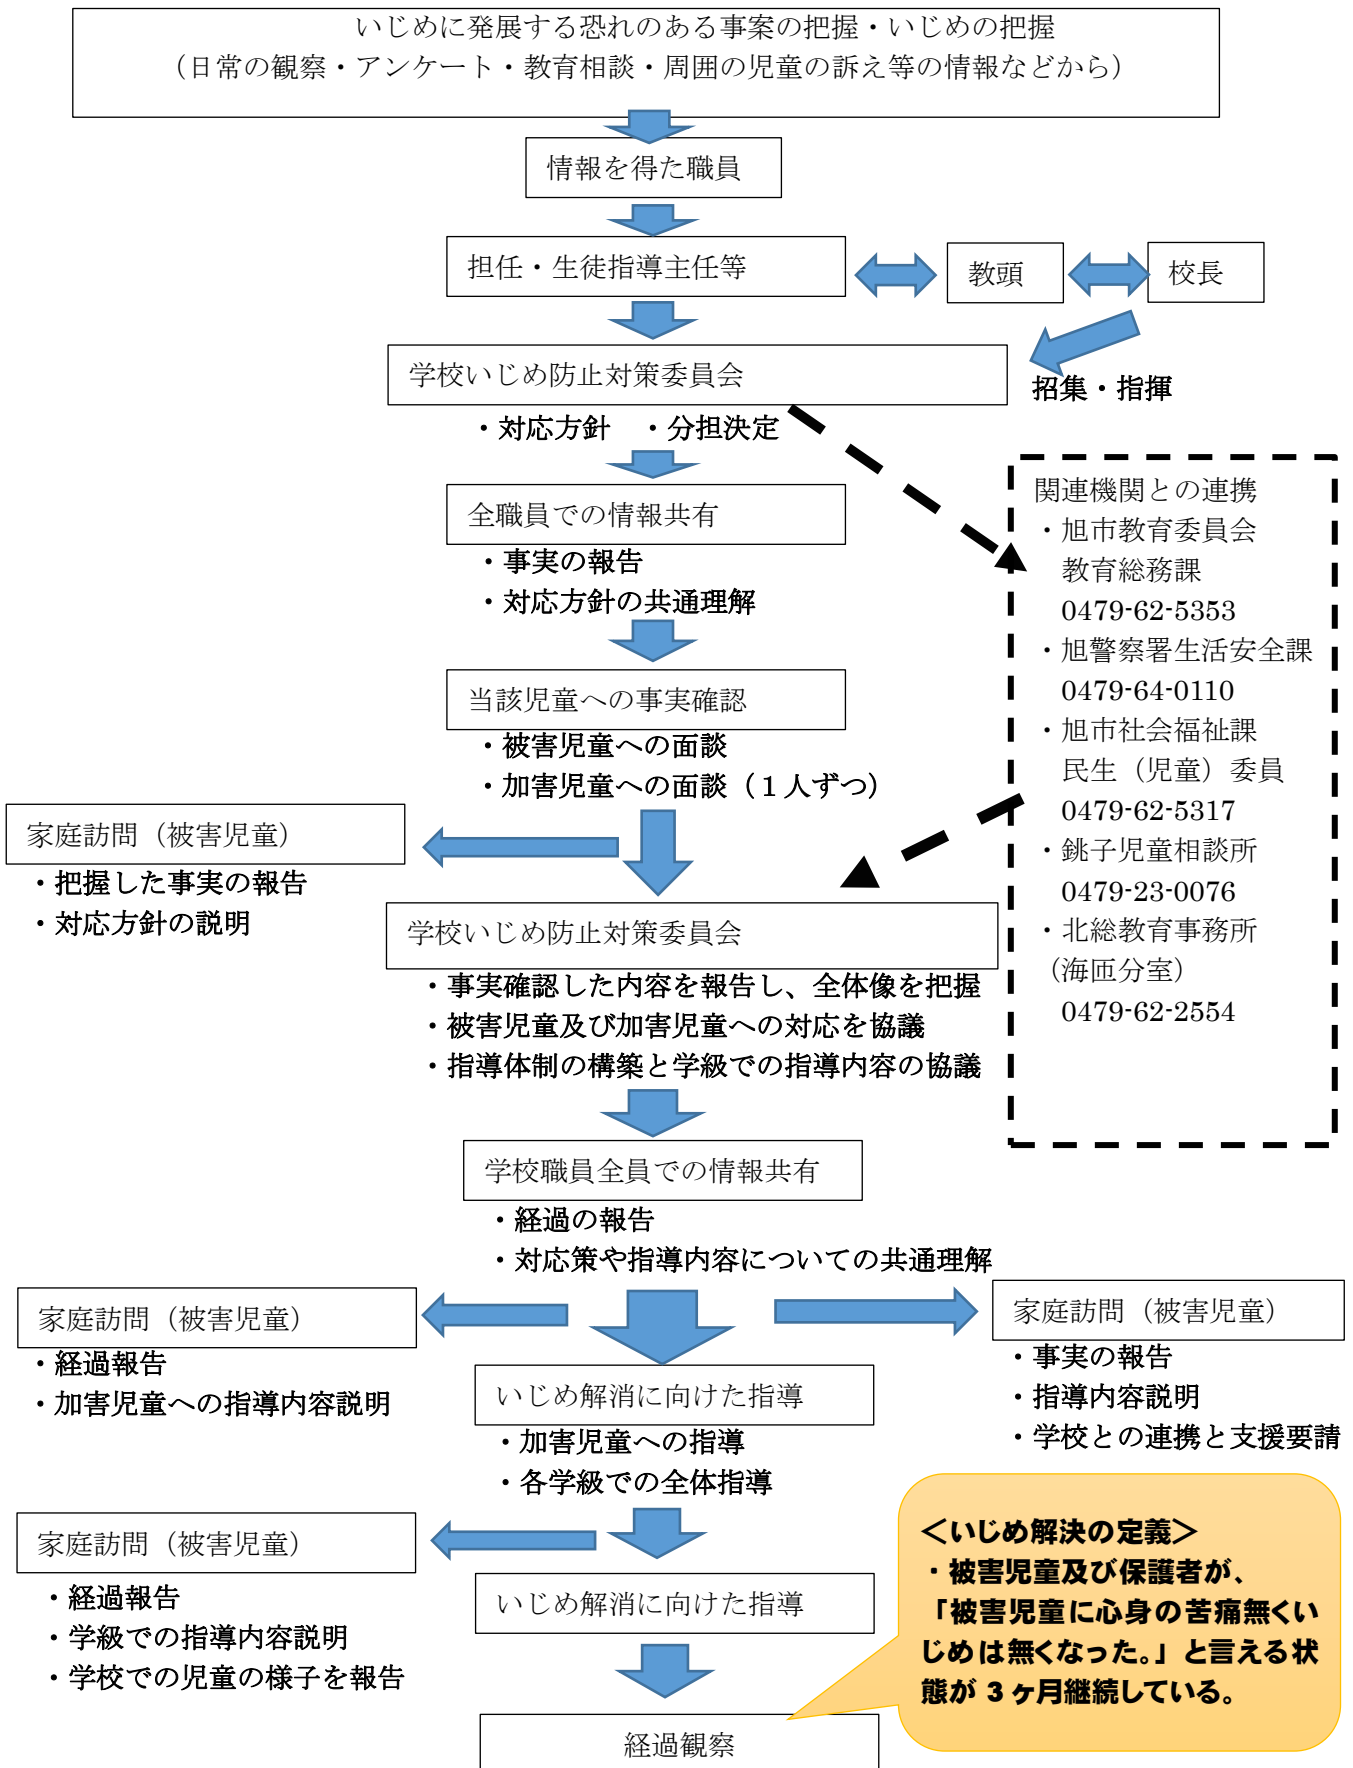 いじめに発展する恐れのある事案の把握・いじめの把握
（日常の観察・アンケート・教育相談・周囲の児童の訴え等の情報などから）
情報を得た職員
担任・生徒指導主任等
教頭
校長
学校いじめ防止対策委員会
招集・指揮
・対応方針　・分担決定
全職員での情報共有
・事実の報告
・対応方針の共通理解
関連機関との連携
・旭市教育委員会
教育総務課
0479-62-5353
・旭警察署生活安全課
0479-64-0110
・旭市社会福祉課
民生（児童）委員
0479-62-5317
・銚子児童相談所
0479-23-0076
・北総教育事務所
（海匝分室）
0479-62-2554
当該児童への事実確認
・被害児童への面談
・加害児童への面談（１人ずつ）
家庭訪問（被害児童）
・把握した事実の報告
・対応方針の説明
学校いじめ防止対策委員会
・事実確認した内容を報告し、全体像を把握
・被害児童及び加害児童への対応を協議
・指導体制の構築と学級での指導内容の協議
学校職員全員での情報共有
・経過の報告
・対応策や指導内容についての共通理解
家庭訪問（被害児童）
・経過報告
・加害児童への指導内容説明
家庭訪問（被害児童）
・事実の報告
・指導内容説明
・学校との連携と支援要請
いじめ解消に向けた指導
・加害児童への指導
・各学級での全体指導
家庭訪問（被害児童）
・経過報告
・学級での指導内容説明
・学校での児童の様子を報告
いじめ解消に向けた指導
＜いじめ解決の定義＞
・被害児童及び保護者が、
「被害児童に心身の苦痛無くい
じめは無くなった。」と言える状
態が 3 ヶ月継続している。
経過観察